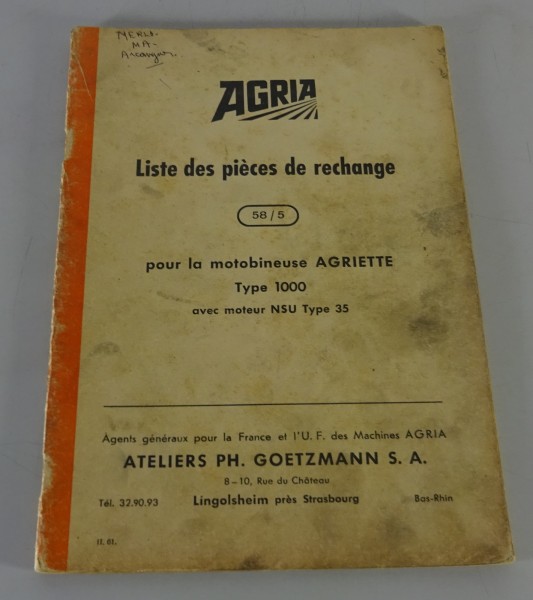 AGRIA
Liste des pièces de rechange
58/5
pour la motobineuse AGRIETTE
Type 1000
avec moteur NSU Type 35
Agents généraux pour la France et l'U. F. des Machines AGRIA
ATELIERS PH. GOETZMANN S. A.
8–10, Rue du Château
Tél. 32.90.93 Lingolsheim près Strasbourg Bas-Rhin